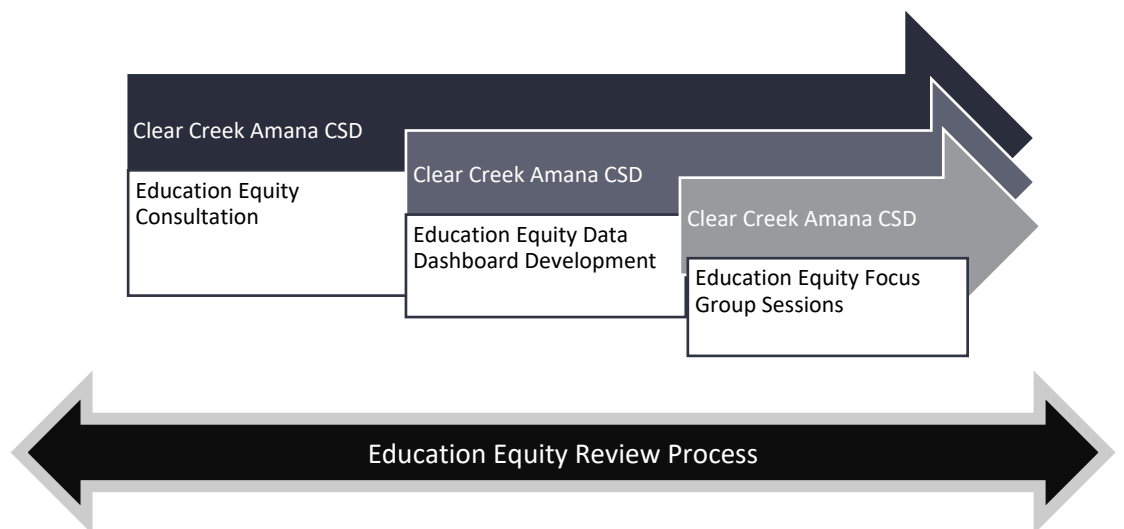 Clear Creek Amana CSD
Education Equity
Consultation
Clear Creek Amana CSD
Education Equity Data
Dashboard Development
Clear Creek Amana CSD
Education Equity Focus
Group Sessions
Education Equity Review Process